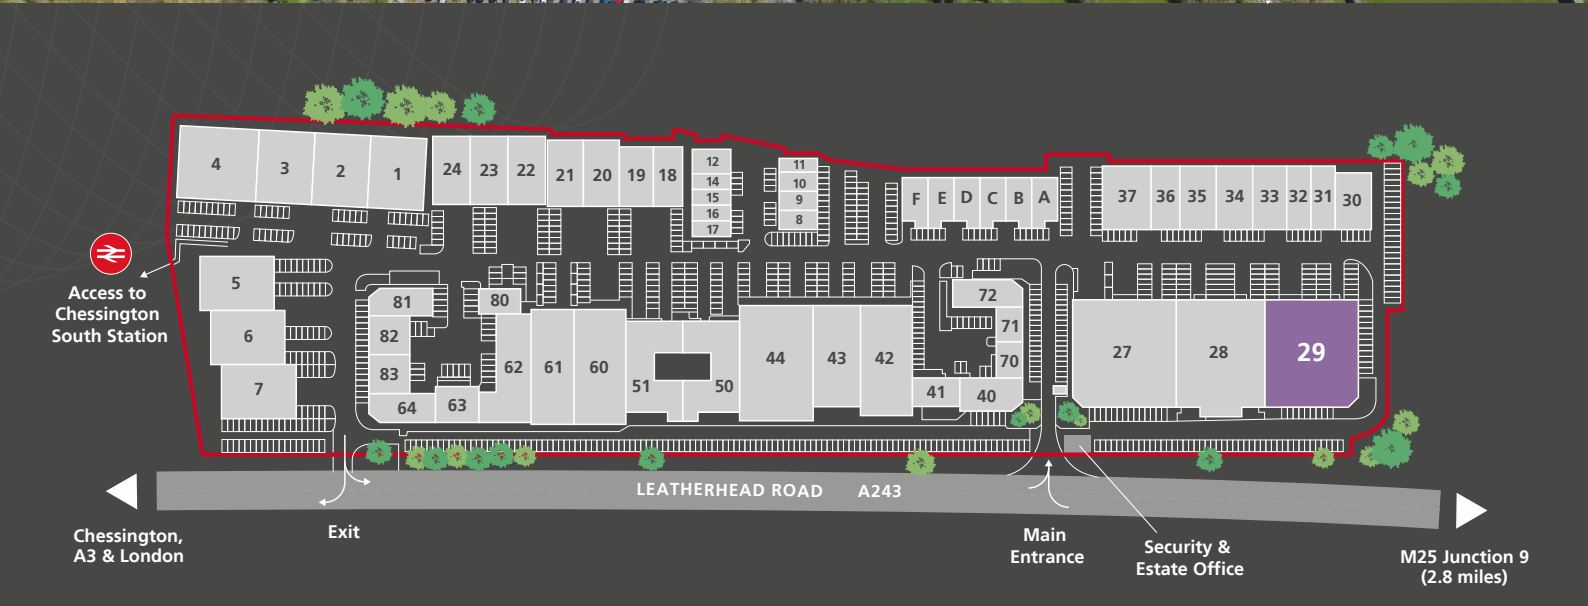 4
3
2
1
24
23
22
21
20
19
18
12
14
15
16
17
11
10
9
8
F
E
D
C
B
A
37
36
35
34
33
32
31
30
Access to
Chessington
South Station
5
6
7
81
82
83
64
63
80
62
61
60
51
50
44
43
42
41
40
72
71
70
27
28
29
LEATHERHEAD ROAD A243
Chessington,
A3 & London
Exit
Main
Entrance
Security &
Estate Office
M25 Junction 9
(2.8 miles)